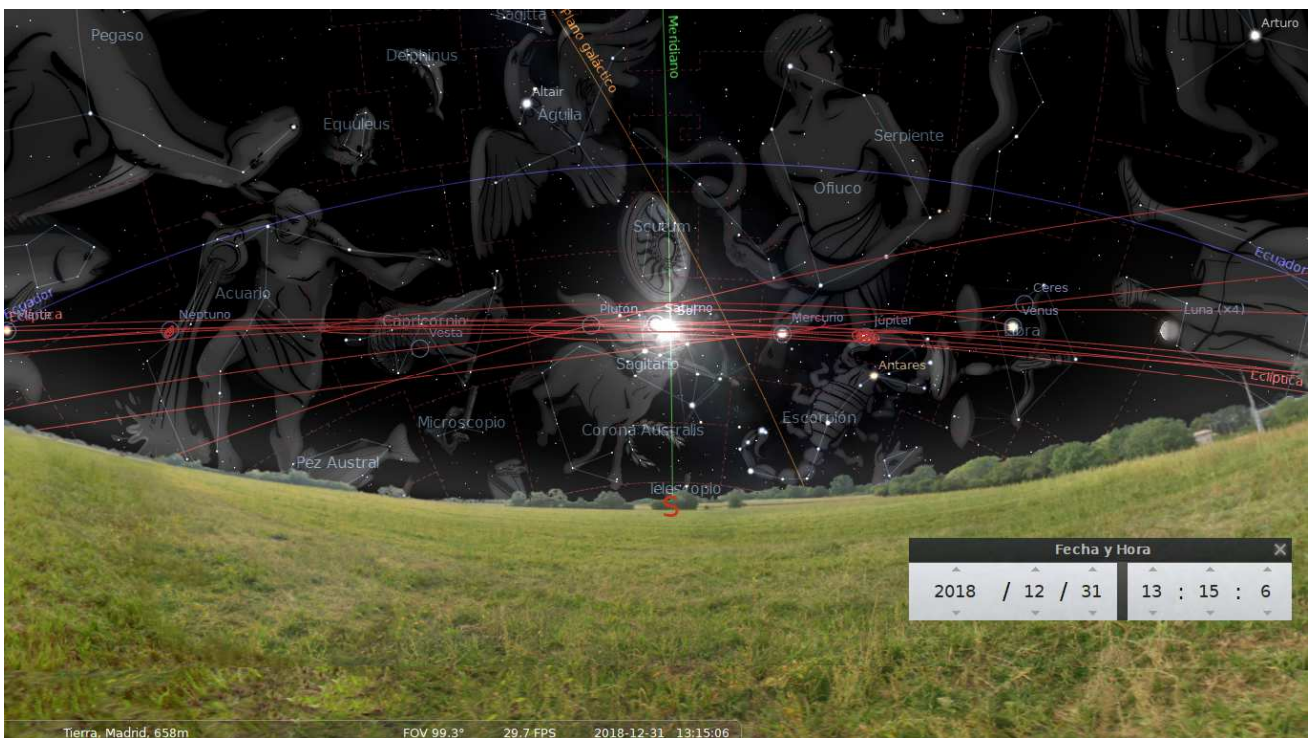 Sagitta
Plano galáctico
Meridiano
Arturo
Pegaso
Delphinus
Altair
Aguila
Equuleus
Serpiente
Ofiuco
Scutum
Ecuador
Acuario
Ceres
Ecuador
Neptuno
Plutón
Saturno
Mercurio
Júpiter
Venus
Luna (×4)
Capricornio
Vesta
Libra
Sagitario
Antares
Eclíptica
Microscopio
Corona Australis
Escorpión
Pez Austral
Telescopio
S
Fecha y Hora
2018 / 12 / 31 13 : 15 : 6
Tierra, Madrid, 658m FOV 99.3° 29.7 FPS 2018-12-31 13:15:06